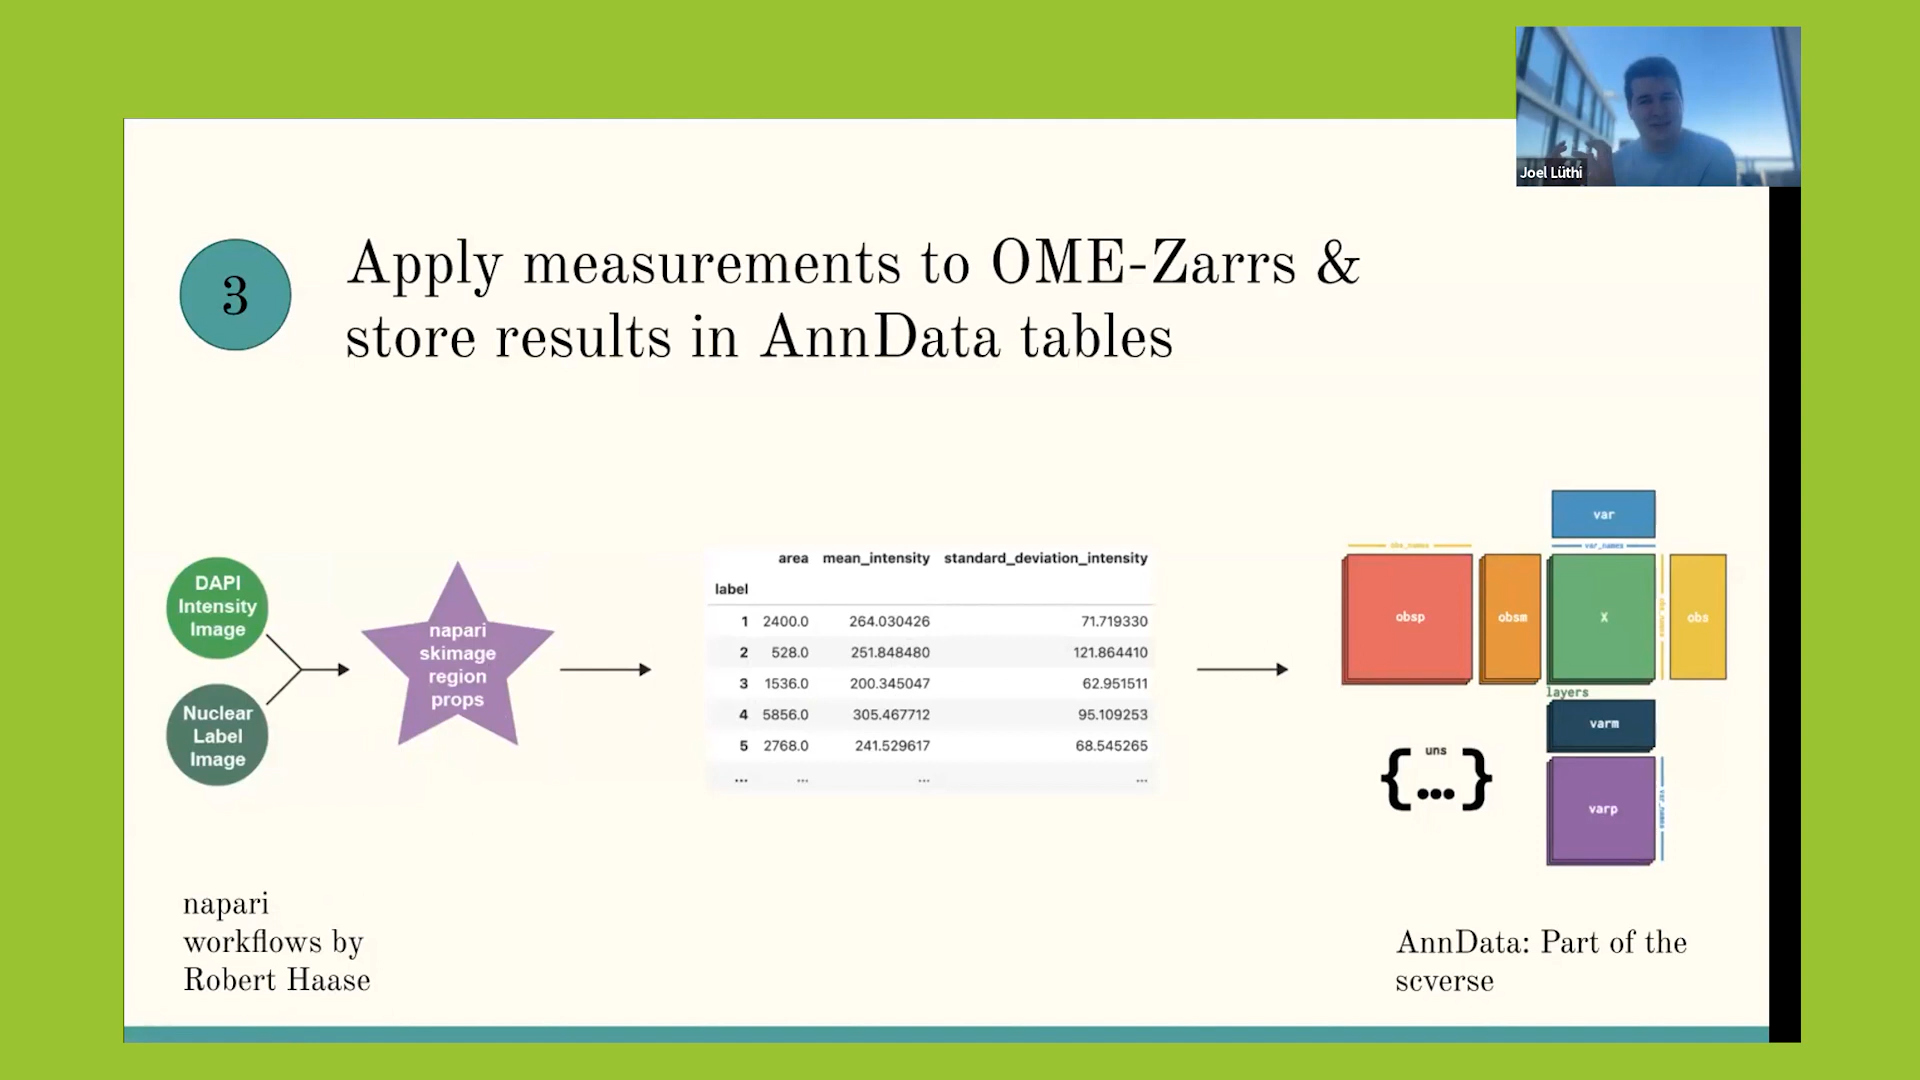 Joel Lüthi
3
Apply measurements to OME-Zarrs &
store results in AnnData tables
DAPI
Intensity
Image
Nuclear
Label
Image
napari
skimage
region
props
area mean_intensity standard_deviation_intensity
label
1 2400.0 264.030426 71.719330
2 528.0 251.848480 121.864410
3 1536.0 200.345047 62.951511
4 5856.0 305.467712 95.109253
5 2768.0 241.529617 68.545265
... ... ... ...
var
obs_names
var_names
obsp
obsm
X
obs_names
obs
layers
varm
uns
{...}
varp
var_names
napari
workflows by
Robert Haase
AnnData: Part of the
scverse